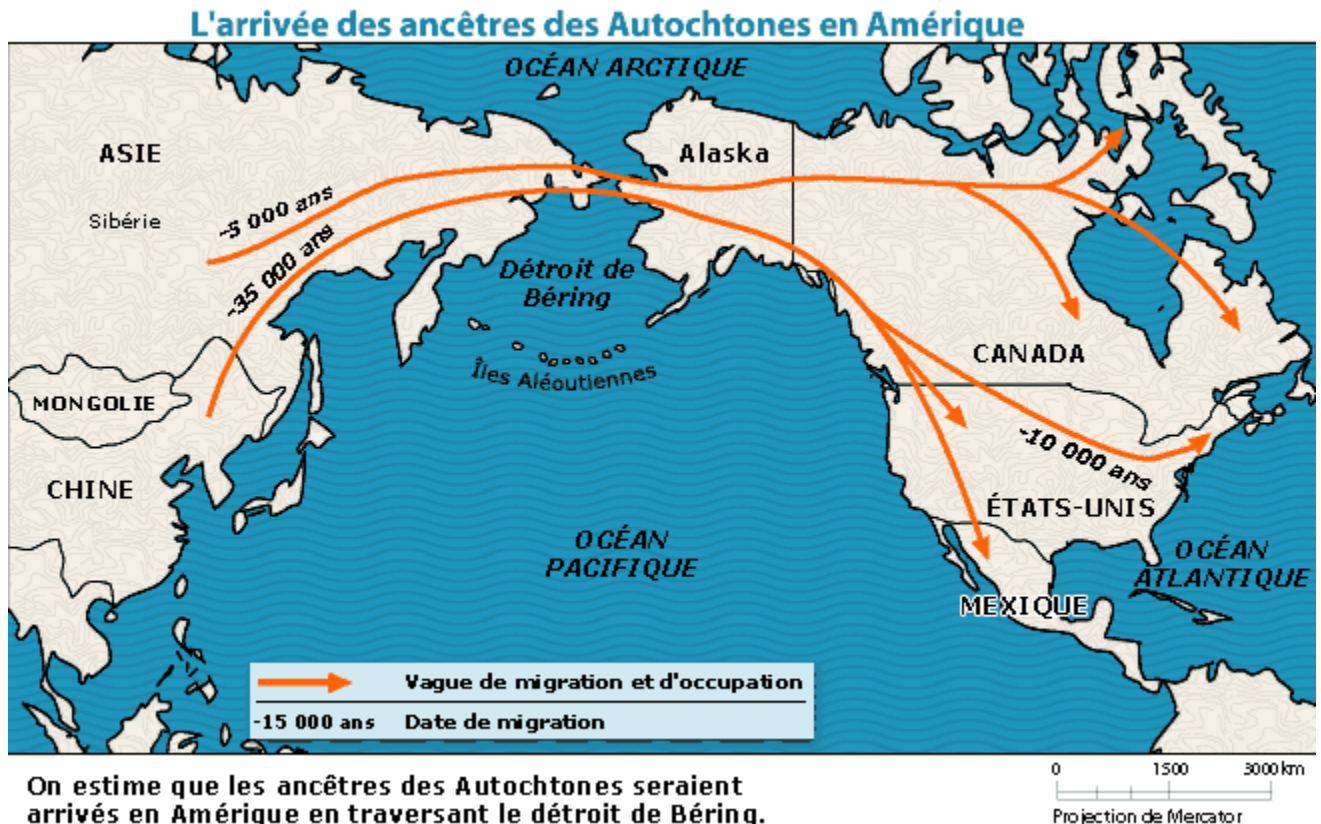 L'arrivée des ancêtres des Autochtones en Amérique
OCÉAN ARCTIQUE
ASIE
Alaska
Sibérie
-5 000 ans
-35 000 ans
Détroit de
Béring
Îles Aléoutiennes
CANADA
MONGOLIE
-10 000 ans
CHINE
ÉTATS-UNIS
OCÉAN
PACIFIQUE
OCÉAN
ATLANTIQUE
MEXIQUE
Vague de migration et d'occupation
-15 000 ans Date de migration
On estime que les ancêtres des Autochtones seraient
arrivés en Amérique en traversant le détroit de Béring.
0 1500 3000 km
Projection de Mercator